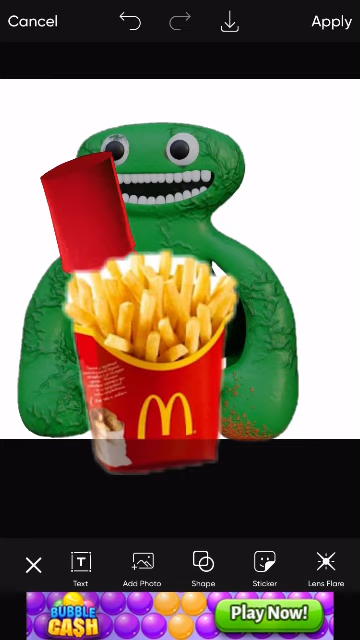 Cancel
Apply
M
Text
Add Photo
Shape
Sticker
Lens Flare
BUBBLE
CASH
Play Now!